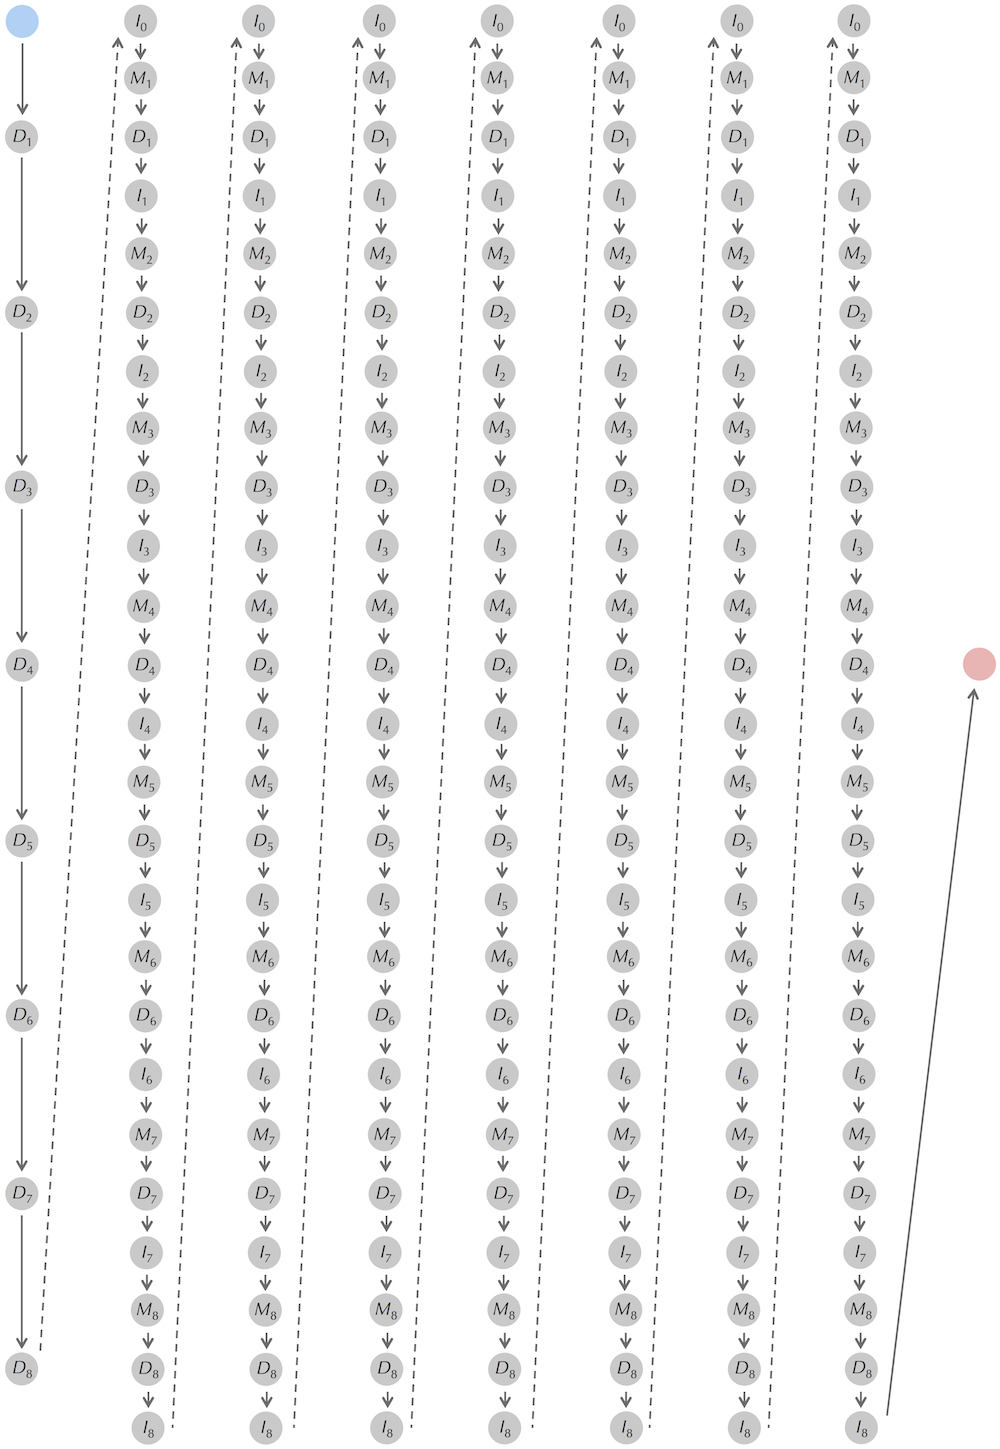 I₀ I₀ I₀ I₀ I₀ I₀ I₀
M₁ M₁ M₁ M₁ M₁ M₁ M₁
D₁ D₁ D₁ D₁ D₁ D₁ D₁ D₁
I₁ I₁ I₁ I₁ I₁ I₁ I₁
M₂ M₂ M₂ M₂ M₂ M₂ M₂
D₂ D₂ D₂ D₂ D₂ D₂ D₂ D₂
I₂ I₂ I₂ I₂ I₂ I₂ I₂
M₃ M₃ M₃ M₃ M₃ M₃ M₃
D₃ D₃ D₃ D₃ D₃ D₃ D₃ D₃
I₃ I₃ I₃ I₃ I₃ I₃ I₃
M₄ M₄ M₄ M₄ M₄ M₄ M₄
D₄ D₄ D₄ D₄ D₄ D₄ D₄ D₄
I₄ I₄ I₄ I₄ I₄ I₄ I₄
M₅ M₅ M₅ M₅ M₅ M₅ M₅
D₅ D₅ D₅ D₅ D₅ D₅ D₅ D₅
I₅ I₅ I₅ I₅ I₅ I₅ I₅
M₆ M₆ M₆ M₆ M₆ M₆ M₆
D₆ D₆ D₆ D₆ D₆ D₆ D₆ D₆
I₆ I₆ I₆ I₆ I₆ I₆ I₆
M₇ M₇ M₇ M₇ M₇ M₇ M₇
D₇ D₇ D₇ D₇ D₇ D₇ D₇ D₇
I₇ I₇ I₇ I₇ I₇ I₇ I₇
M₈ M₈ M₈ M₈ M₈ M₈ M₈
D₈ D₈ D₈ D₈ D₈ D₈ D₈ D₈
I₈ I₈ I₈ I₈ I₈ I₈ I₈